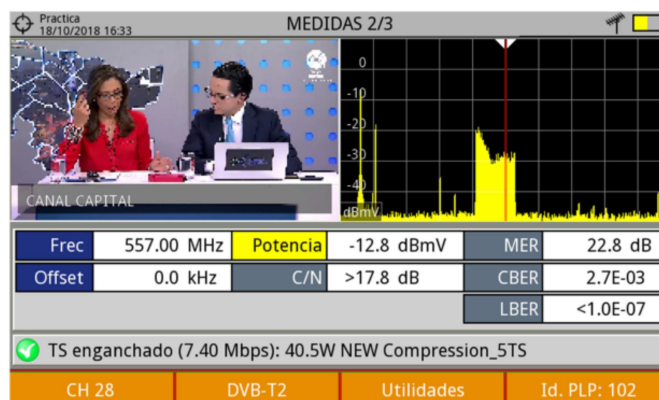 Practica
18/10/2018 16:33
MEDIDAS 2/3
CANAL CAPITAL
0
-10
-20
-30
-40
dBmV
Frec 557.00 MHz Potencia -12.8 dBmV MER 22.8 dB
Offset 0.0 kHz C/N >17.8 dB CBER 2.7E-03
LBER <1.0E-07
TS enganchado (7.40 Mbps): 40.5W NEW Compression_5TS
CH 28 DVB-T2 Utilidades Id. PLP: 102